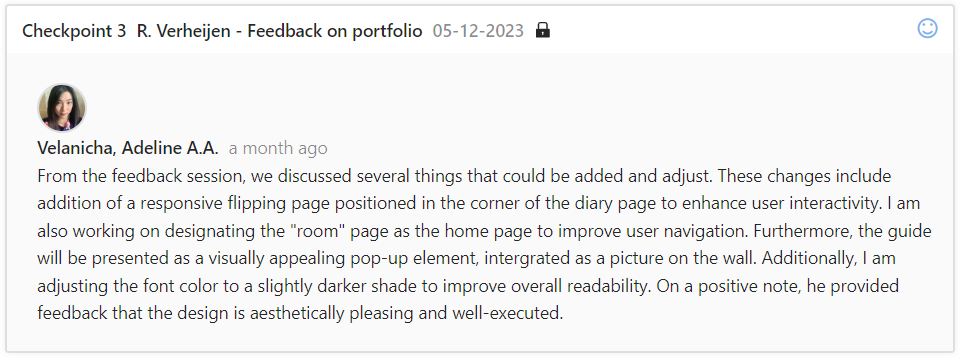 Checkpoint 3 R. Verheijen - Feedback on portfolio 05-12-2023
Velanicha, Adeline A.A. a month ago
From the feedback session, we discussed several things that could be added and adjust. These changes include
addition of a responsive flipping page positioned in the corner of the diary page to enhance user interactivity. I am
also working on designating the "room" page as the home page to improve user navigation. Furthermore, the guide
will be presented as a visually appealing pop-up element, intergrated as a picture on the wall. Additionally, I am
adjusting the font color to a slightly darker shade to improve overall readability. On a positive note, he provided
feedback that the design is aesthetically pleasing and well-executed.